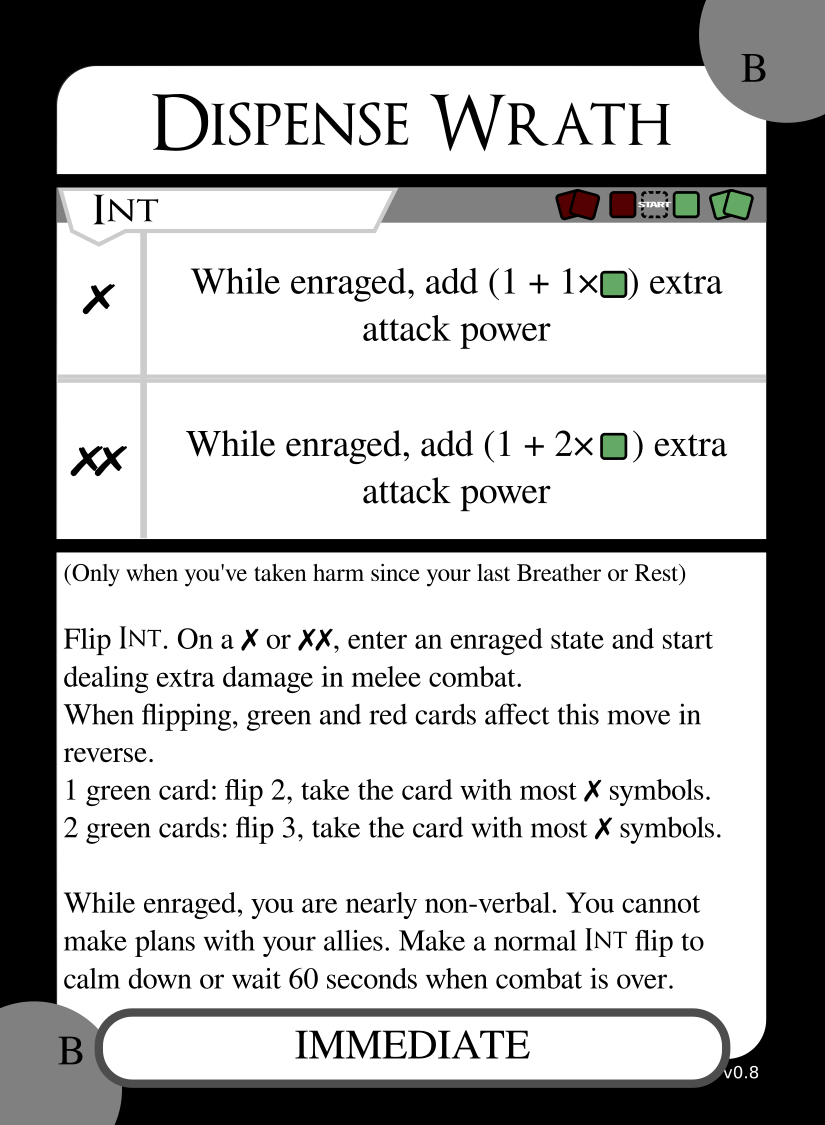 B
DISPENSE WRATH
INT
START
✗ While enraged, add (1 + 1×🟩) extra
attack power
✗✗ While enraged, add (1 + 2×🟩) extra
attack power
(Only when you've taken harm since your last Breather or Rest)
Flip INT. On a ✗ or ✗✗, enter an enraged state and start
dealing extra damage in melee combat.
When flipping, green and red cards affect this move in
reverse.
1 green card: flip 2, take the card with most ✗ symbols.
2 green cards: flip 3, take the card with most ✗ symbols.
While enraged, you are nearly non-verbal. You cannot
make plans with your allies. Make a normal INT flip to
calm down or wait 60 seconds when combat is over.
B
IMMEDIATE
v0.8